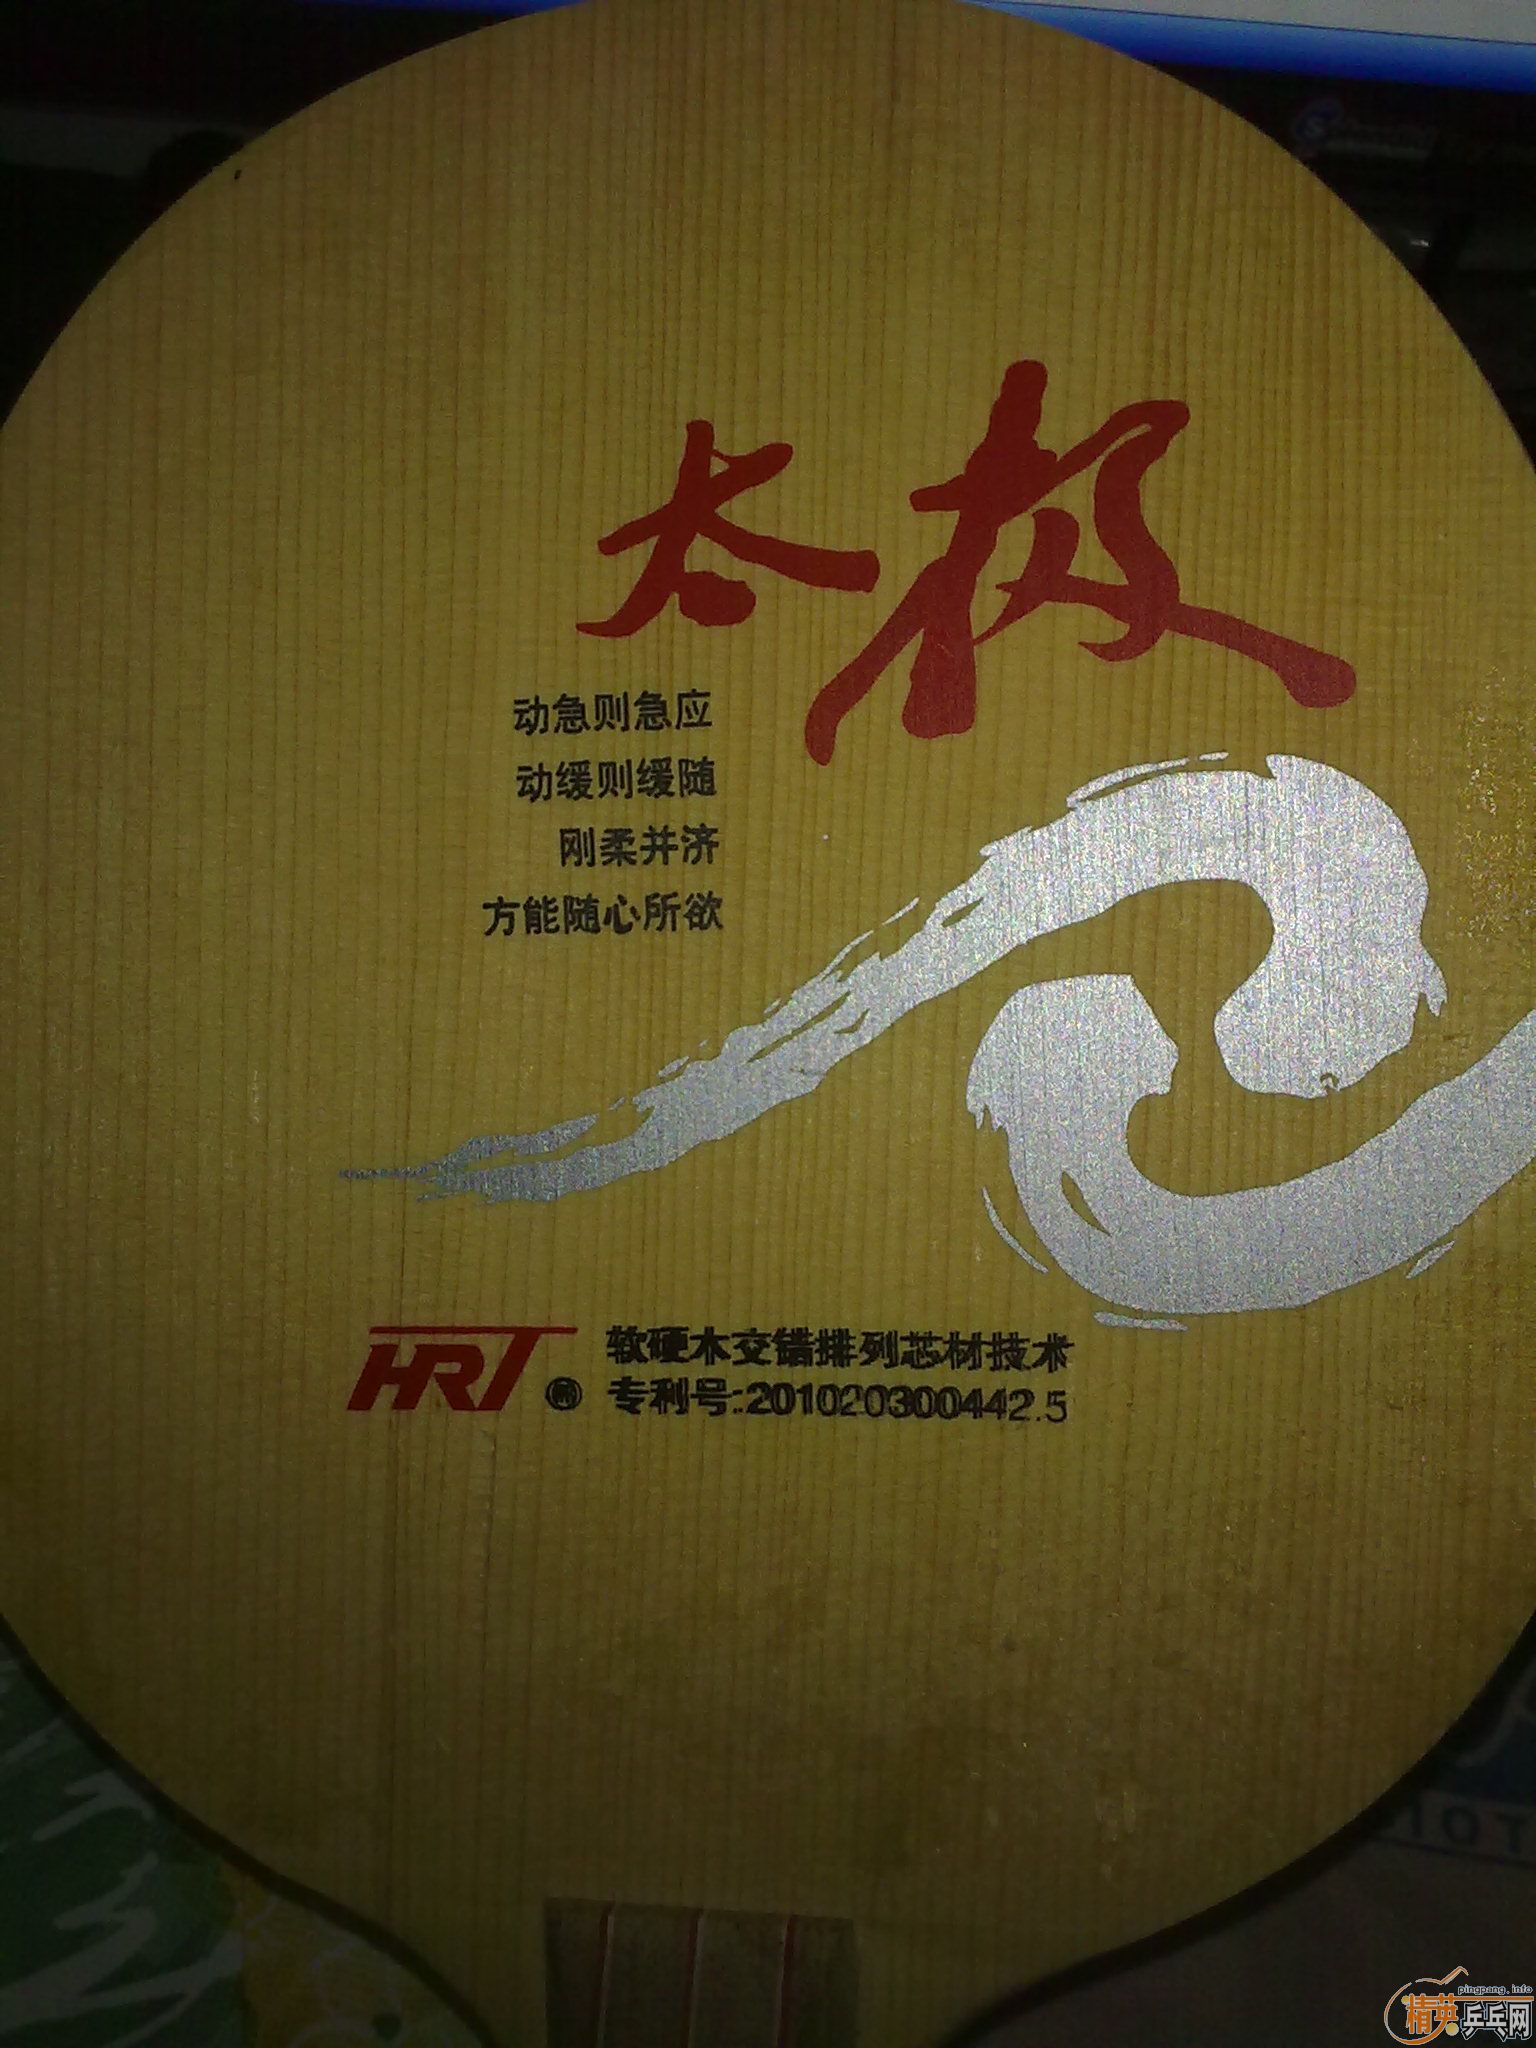 太极
动急则急应
动缓则缓随
刚柔并济
方能随心所欲
HRT ®
软硬木交错排列芯材技术
专利号:201020300442.5
pingpang.info
精英乒乓网